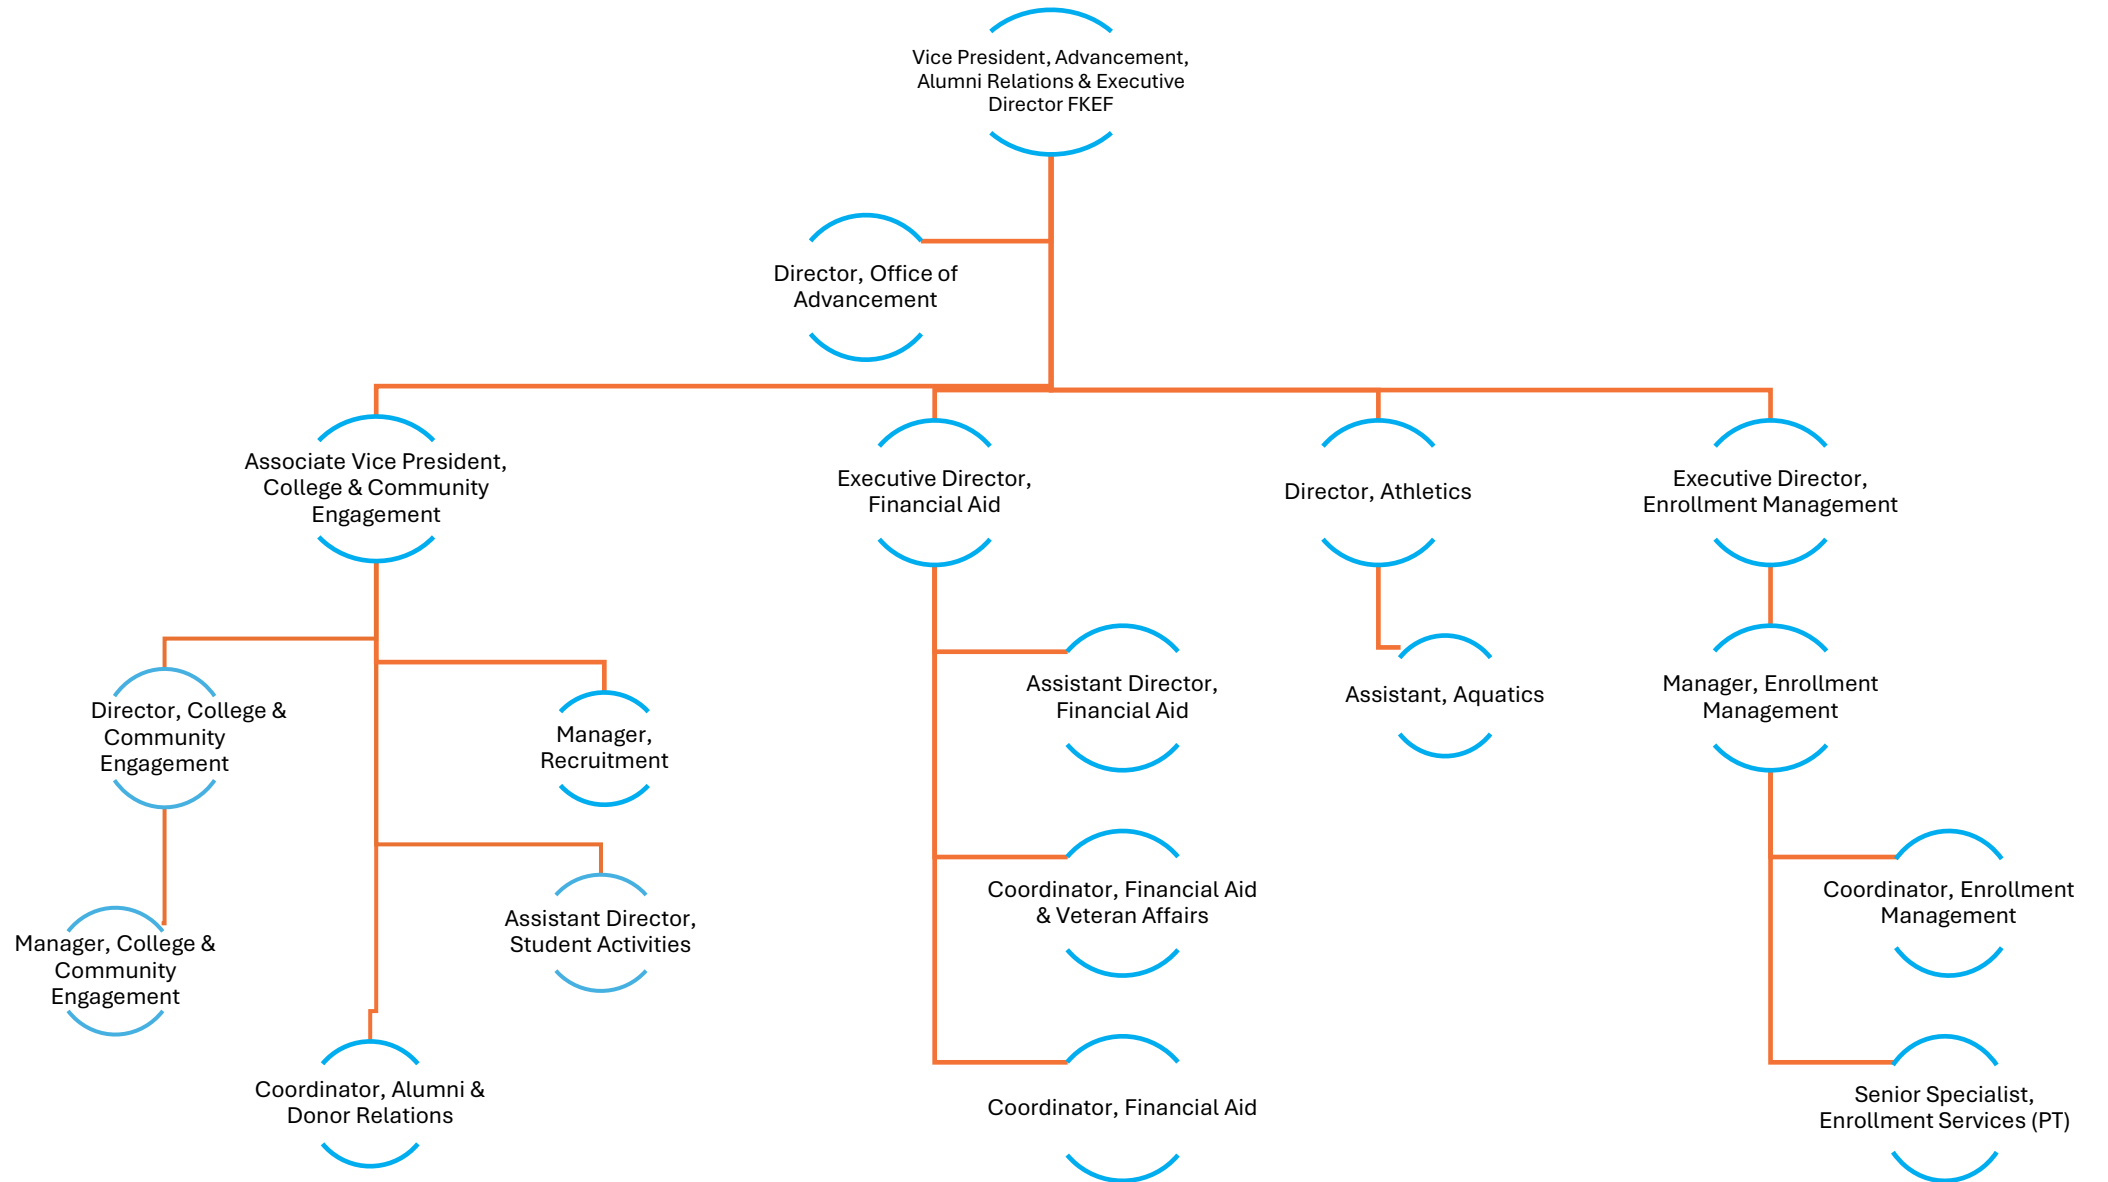 Vice President, Advancement,
Alumni Relations & Executive
Director FKEF
Director, Office of
Advancement
Associate Vice President,
College & Community
Engagement
Executive Director,
Financial Aid
Director, Athletics
Executive Director,
Enrollment Management
Director, College &
Community
Engagement
Manager,
Recruitment
Assistant Director,
Financial Aid
Assistant, Aquatics
Manager, Enrollment
Management
Manager, College &
Community
Engagement
Assistant Director,
Student Activities
Coordinator, Financial Aid
& Veteran Affairs
Coordinator, Enrollment
Management
Coordinator, Alumni &
Donor Relations
Coordinator, Financial Aid
Senior Specialist,
Enrollment Services (PT)